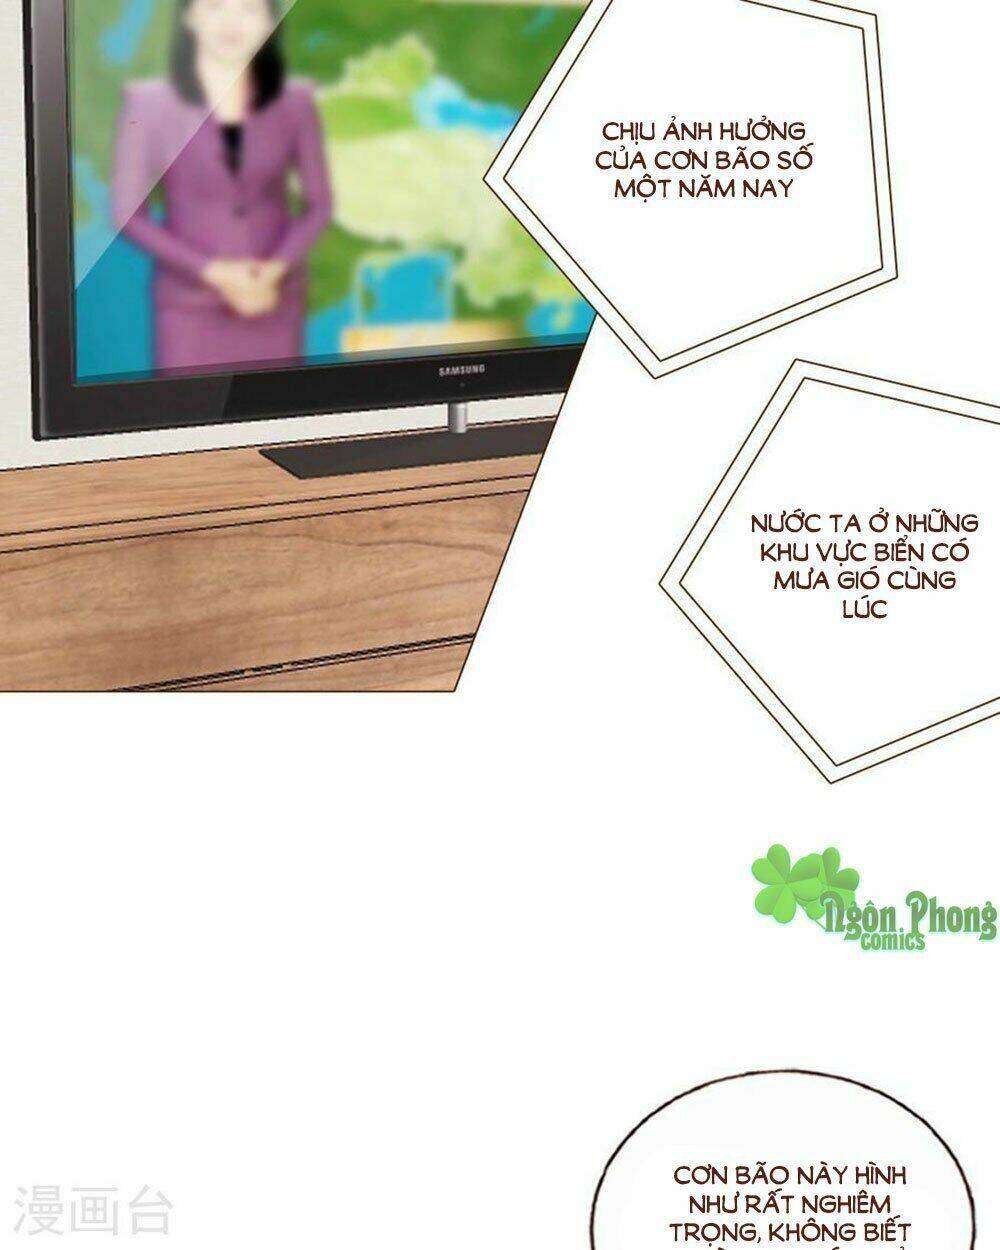 CHỊU ẢNH HƯỞNG
CỦA CƠN BÃO SỐ
MỘT NĂM NAY
SAMSUNG
NƯỚC TA Ở NHỮNG
KHU VỰC BIỂN CÓ
MƯA GIÓ CÙNG
LÚC
Ngôn Phong
comics
漫画台
CƠN BÃO NÀY HÌNH
NHƯ RẤT NGHIÊM
TRỌNG, KHÔNG BIẾT